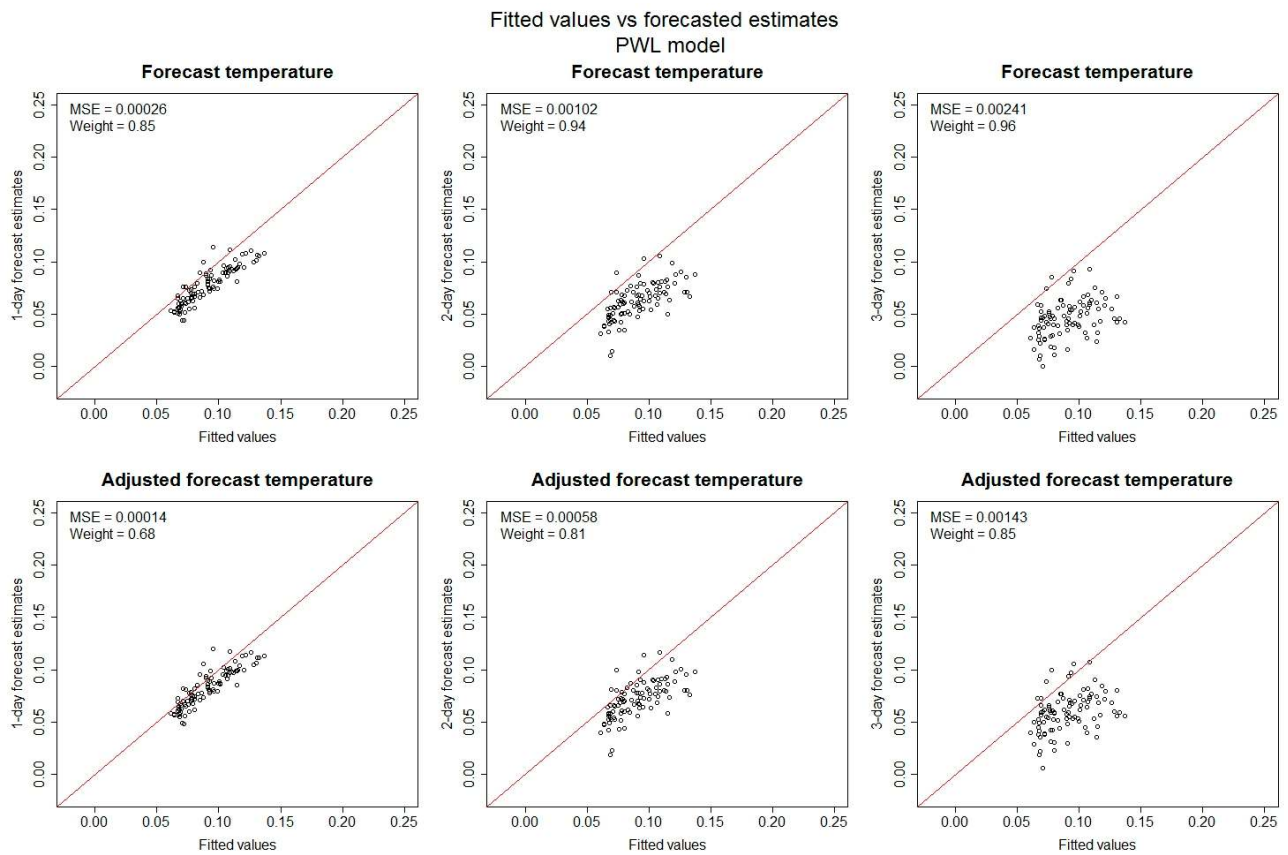 Fitted values vs forecasted estimates
PWL model
Forecast temperature
MSE = 0.00026
Weight = 0.85
1-day forecast estimates
0.25
0.20
0.15
0.10
0.05
0.00
0.00 0.05 0.10 0.15 0.20 0.25
Fitted values
Forecast temperature
MSE = 0.00102
Weight = 0.94
2-day forecast estimates
0.25
0.20
0.15
0.10
0.05
0.00
0.00 0.05 0.10 0.15 0.20 0.25
Fitted values
Forecast temperature
MSE = 0.00241
Weight = 0.96
3-day forecast estimates
0.25
0.20
0.15
0.10
0.05
0.00
0.00 0.05 0.10 0.15 0.20 0.25
Fitted values
Adjusted forecast temperature
MSE = 0.00014
Weight = 0.68
1-day forecast estimates
0.25
0.20
0.15
0.10
0.05
0.00
0.00 0.05 0.10 0.15 0.20 0.25
Fitted values
Adjusted forecast temperature
MSE = 0.00058
Weight = 0.81
2-day forecast estimates
0.25
0.20
0.15
0.10
0.05
0.00
0.00 0.05 0.10 0.15 0.20 0.25
Fitted values
Adjusted forecast temperature
MSE = 0.00143
Weight = 0.85
3-day forecast estimates
0.25
0.20
0.15
0.10
0.05
0.00
0.00 0.05 0.10 0.15 0.20 0.25
Fitted values